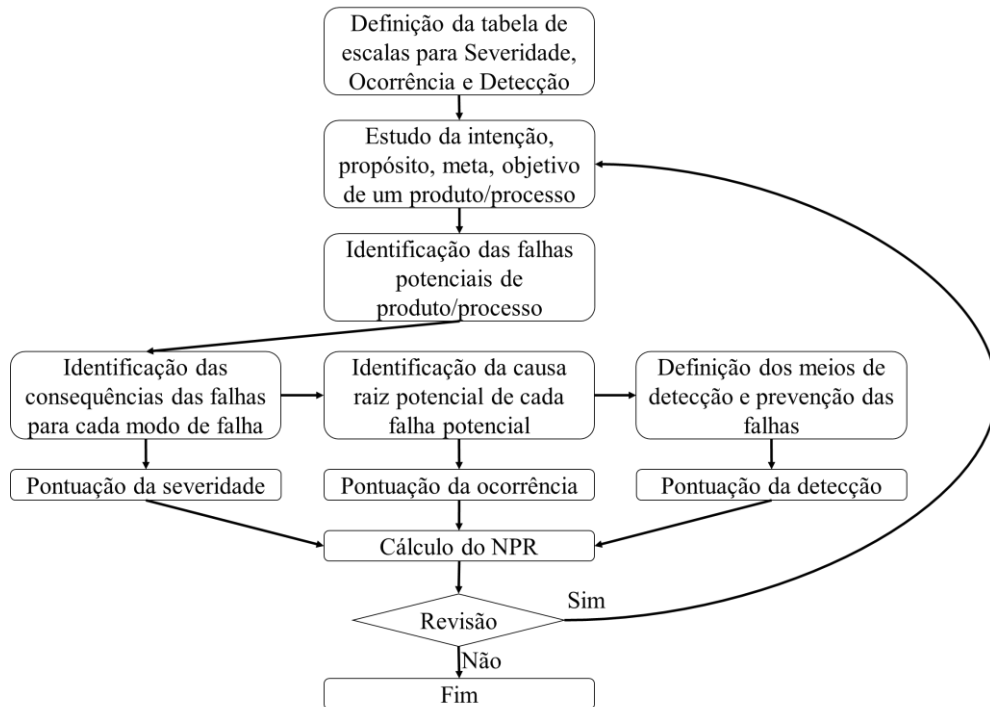 Definição da tabela de
escalas para Severidade,
Ocorrência e Detecção
Estudo da intenção,
propósito, meta, objetivo
de um produto/processo
Identificação das falhas
potenciais de
produto/processo
Identificação das
consequências das falhas
para cada modo de falha
Identificação da causa
raiz potencial de cada
falha potencial
Definição dos meios de
detecção e prevenção das
falhas
Pontuação da severidade
Pontuação da ocorrência
Pontuação da detecção
Cálculo do NPR
Revisão
Sim
Não
Fim